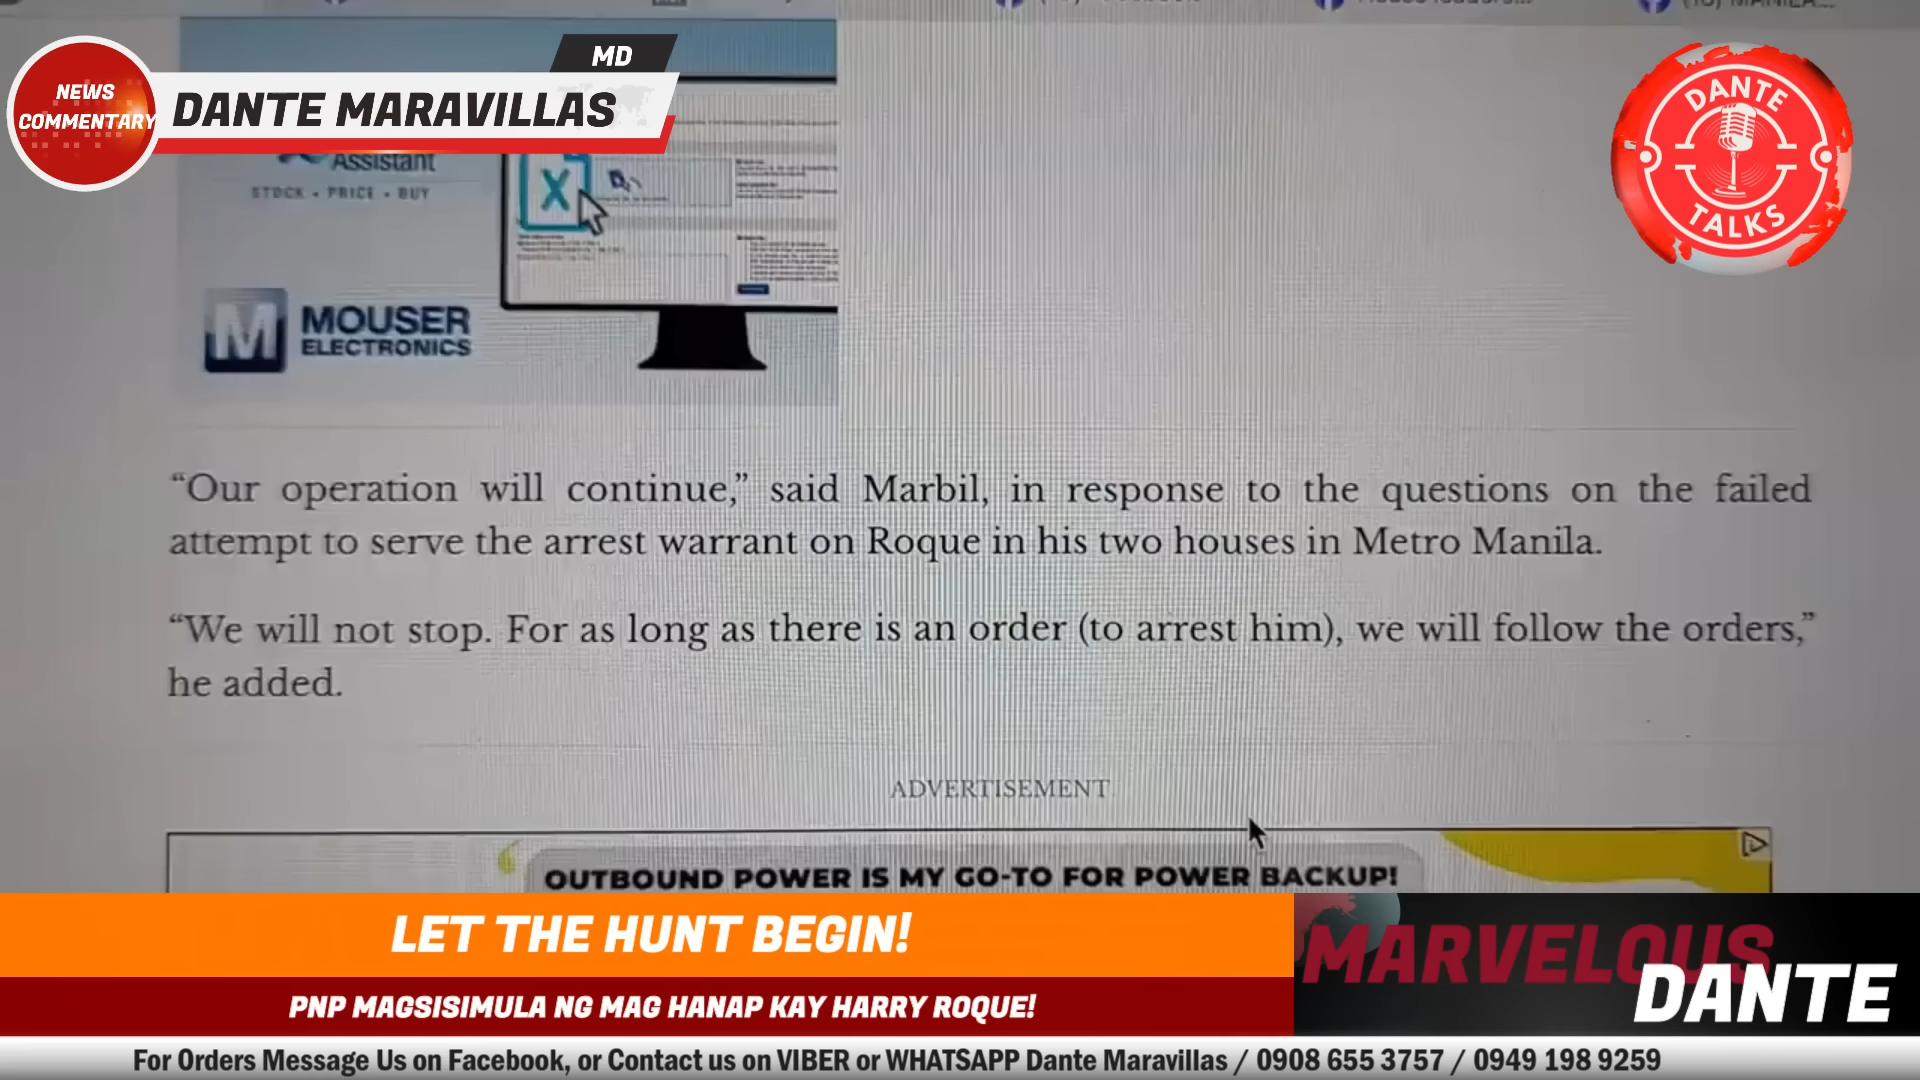 MD
NEWS
COMMENTARY
DANTE MARAVILLAS
DANTE
TALKS
Assistant
STOCK • PRICE • BUY
X
M
MOUSER
ELECTRONICS
“Our operation will continue,” said Marbil, in response to the questions on the failed
attempt to serve the arrest warrant on Roque in his two houses in Metro Manila.
“We will not stop. For as long as there is an order (to arrest him), we will follow the orders,”
he added.
ADVERTISEMENT
OUTBOUND POWER IS MY GO-TO FOR POWER BACKUP!
LET THE HUNT BEGIN!
MARVELOUS
DANTE
PNP MAGSISIMULA NG MAG HANAP KAY HARRY ROQUE!
For Orders Message Us on Facebook, or Contact us on VIBER or WHATSAPP Dante Maravillas / 0908 655 3757 / 0949 198 9259